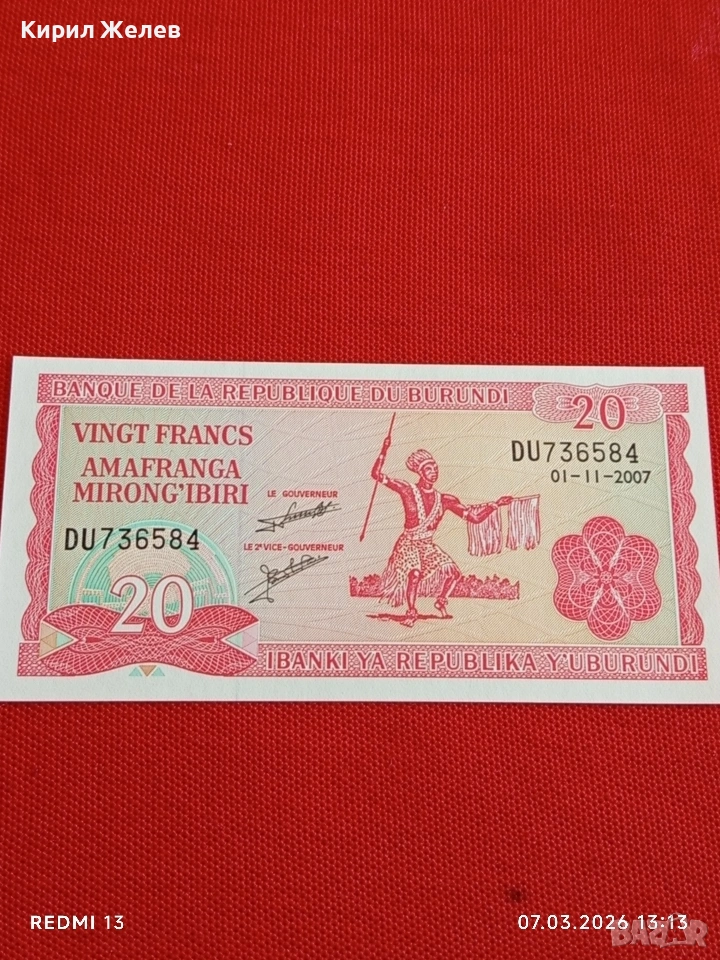 Кирил Желев
BANQUE DE LA REPUBLIQUE DU BURUNDI
20
VINGT FRANCS
AMAFRANGA
MIRONG'IBIRI
DU736584
01-11-2007
LE GOUVERNEUR
DU736584
LE 2e VICE-GOUVERNEUR
20
IBANKI YA REPUBLIKA Y'UBURUNDI
REDMI 13
07.03.2026 13:13
BAZAR